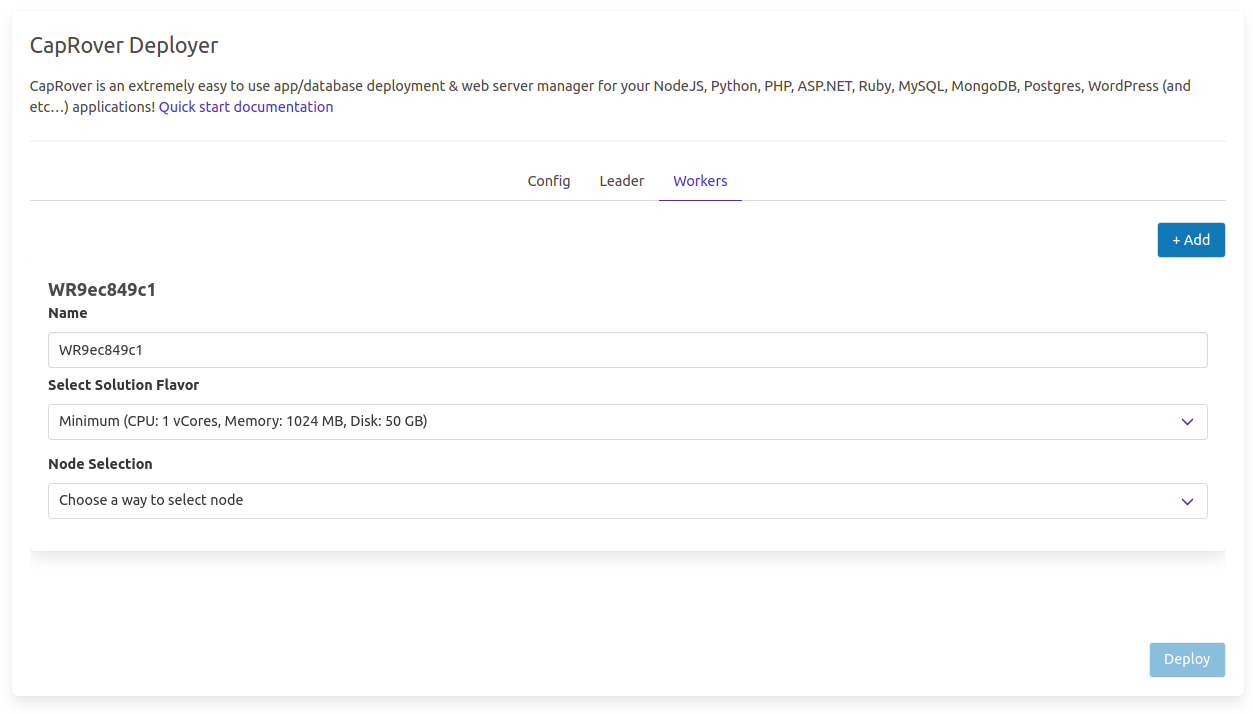 CapRover Deployer
CapRover is an extremely easy to use app/database deployment & web server manager for your NodeJS, Python, PHP, ASP.NET, Ruby, MySQL, MongoDB, Postgres, WordPress (and
etc…) applications! Quick start documentation
Config Leader Workers
+ Add
WR9ec849c1
Name
WR9ec849c1
Select Solution Flavor
Minimum (CPU: 1 vCores, Memory: 1024 MB, Disk: 50 GB)
Node Selection
Choose a way to select node
Deploy